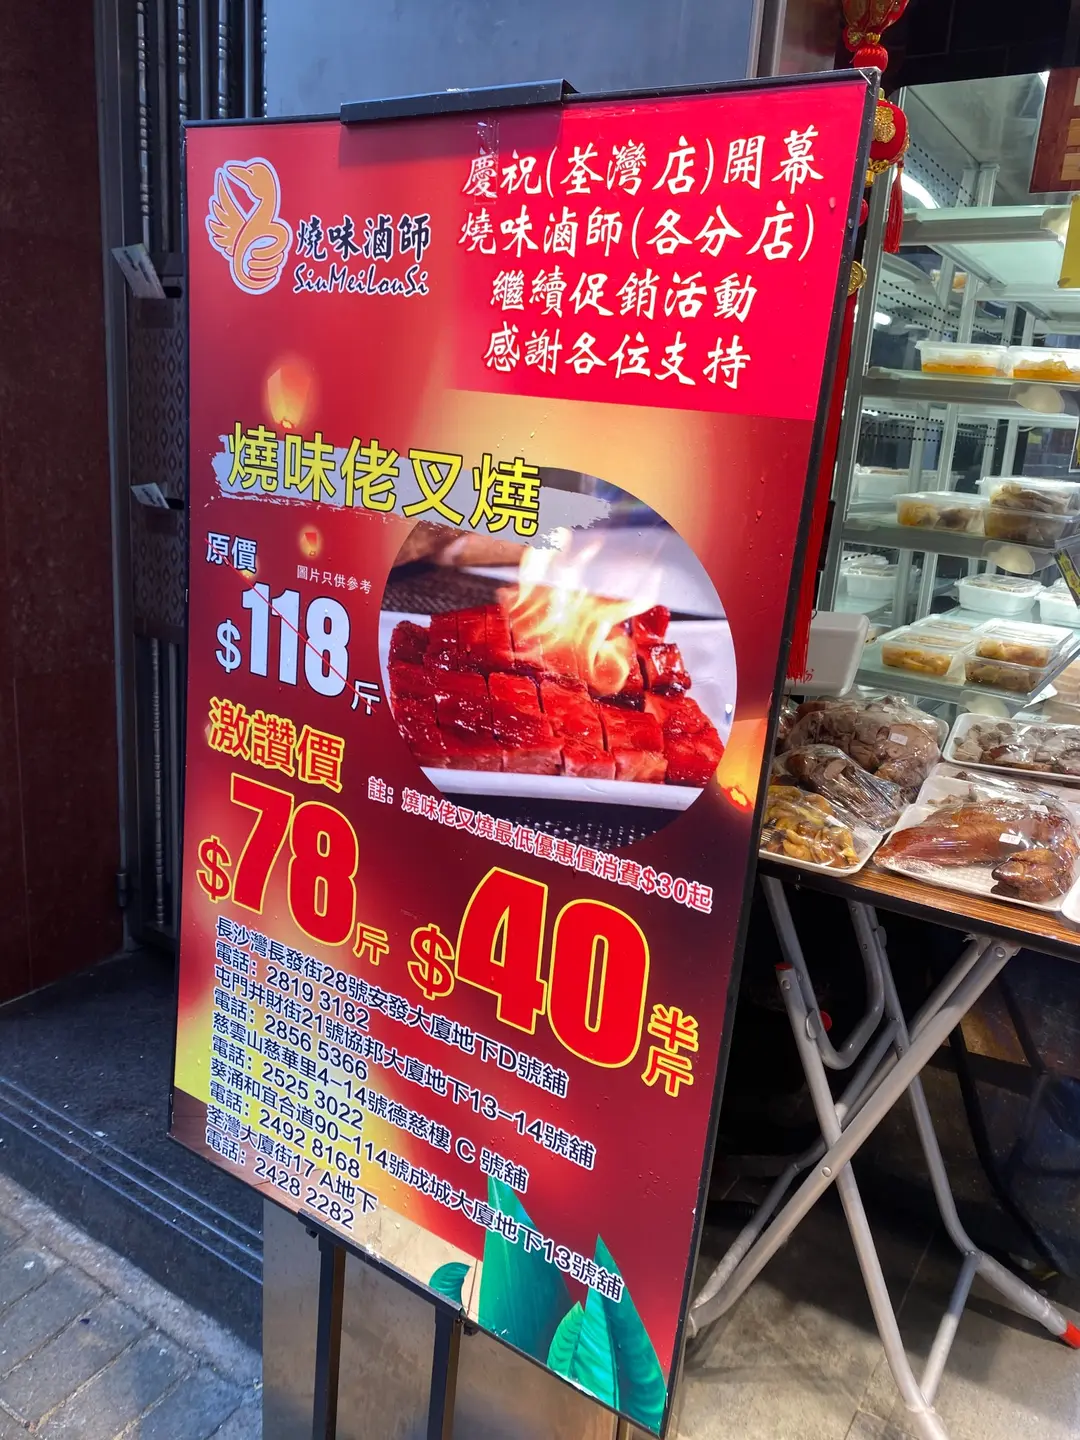 慶祝(荃灣店)開幕
燒味滷師(各分店)
繼續促銷活動
感謝各位支持
燒味滷師
SiuMeiLouSi
燒味佬叉燒
原價
圖片只供參考
$118斤
激讚價
註：燒味佬叉燒最低優惠價消費$30起
$78斤
$40半斤
長沙灣長發街28號安發大廈地下D號舖
電話：2819 3182
屯門井財街21號協邦大廈地下13-14號舖
電話：2856 5366
慈雲山慈華里4-14號德慈樓 C 號舖
電話：2525 3022
葵涌和宜合道90-114號成城大廈地下13號舖
電話：2492 8168
荃灣大廈街17 A地下
電話：2428 2282